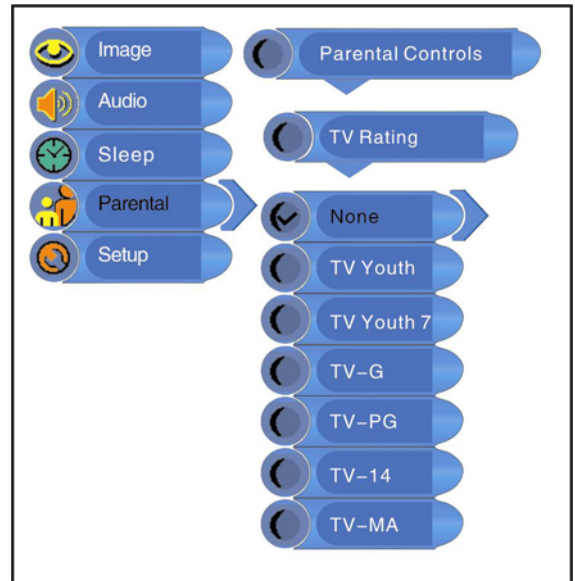 Image
Audio
Sleep
Parental
Setup
Parental Controls
TV Rating
None
TV Youth
TV Youth 7
TV–G
TV–PG
TV–14
TV–MA